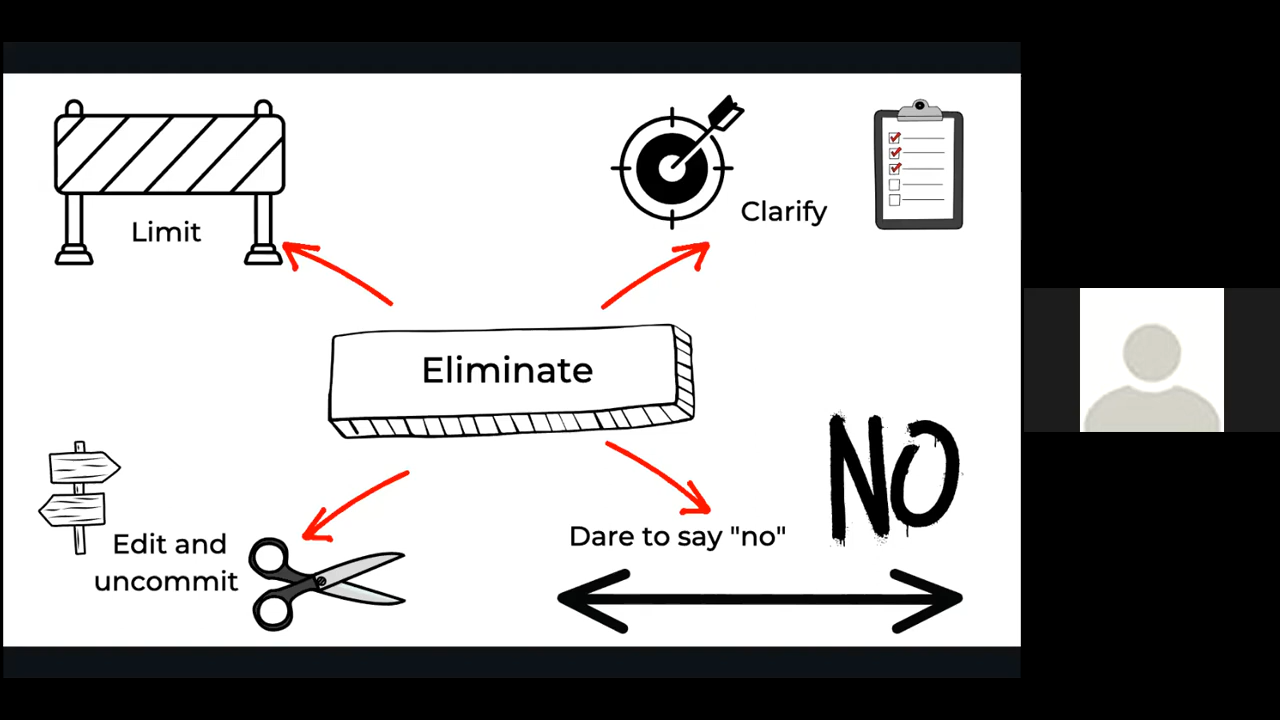 Limit
Clarify
Eliminate
NO
Dare to say "no"
Edit and
uncommit